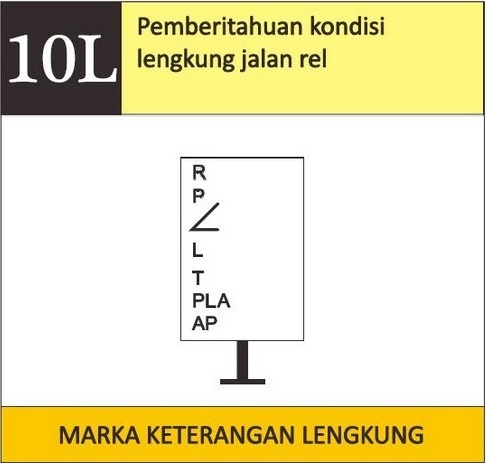 10L
Pemberitahuan kondisi
lengkung jalan rel
R
P
L
T
PLA
AP
MARKA KETERANGAN LENGKUNG